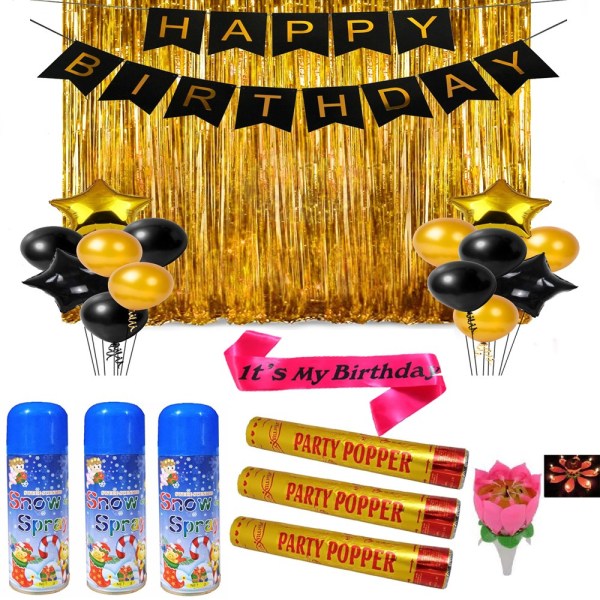 HAPPY
BIRTHDAY
It's My Birthday
Snow
Spray
Snow
Spray
Snow
Spray
PARTY POPPER
PARTY POPPER
PARTY POPPER